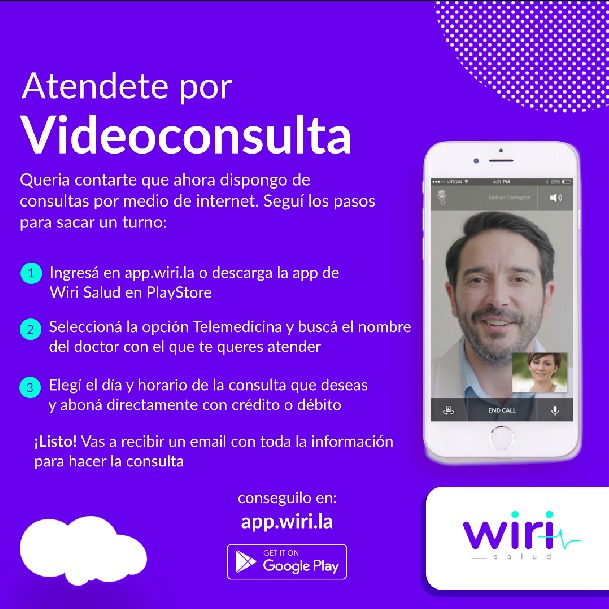 Atendete por
Videoconsulta
Queria contarte que ahora dispongo de
consultas por medio de internet. Seguí los pasos
para sacar un turno:
1 Ingresá en app.wiri.la o descarga la app de
Wiri Salud en PlayStore
2 Seleccioná la opción Telemedicina y buscá el nombre
del doctor con el que te queres atender
3 Elegí el día y horario de la consulta que deseas
y aboná directamente con crédito o débito
¡Listo! Vas a recibir un email con toda la información
para hacer la consulta
4:21 PM
22%
END CALL
conseguilo en:
app.wiri.la
GET IT ON
Google Play
wiri
salud